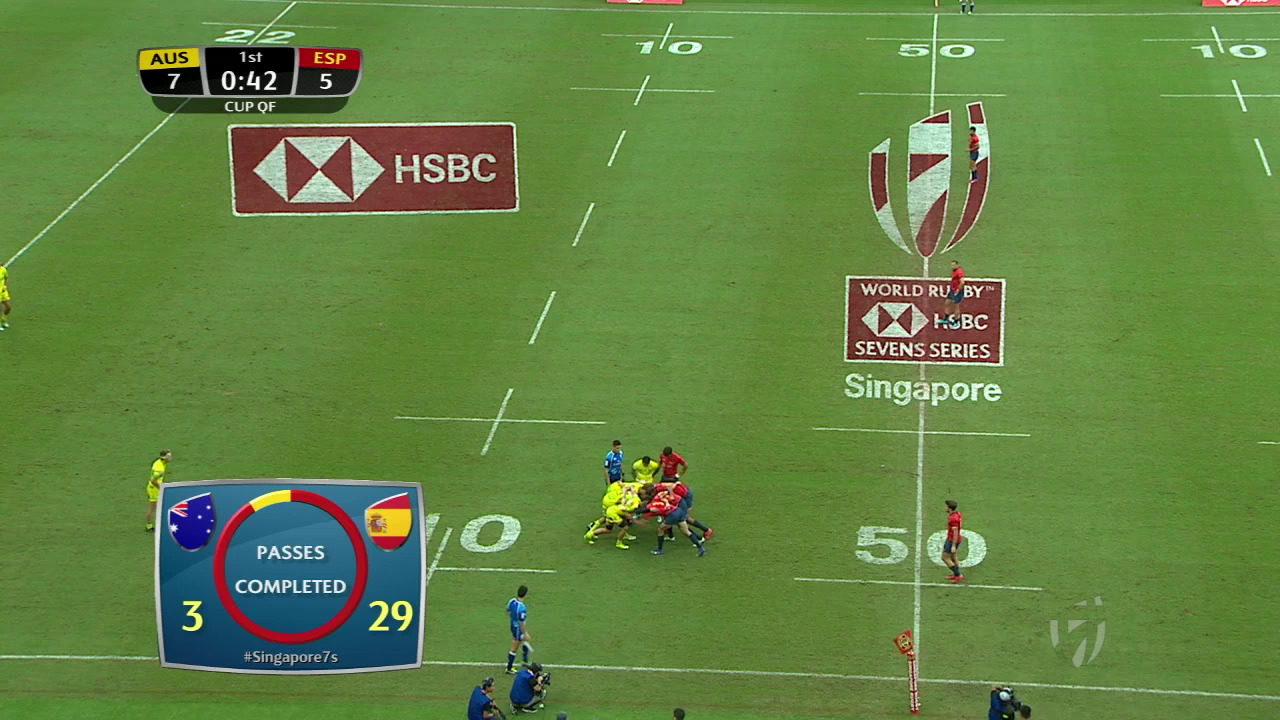 22
10
50
10
AUS 1st ESP
7 0:42 5
CUP QF
HSBC
WORLD RUGBY™
HSBC
SEVENS SERIES
Singapore
10
50
PASSES
COMPLETED
3 29
#Singapore7s
7